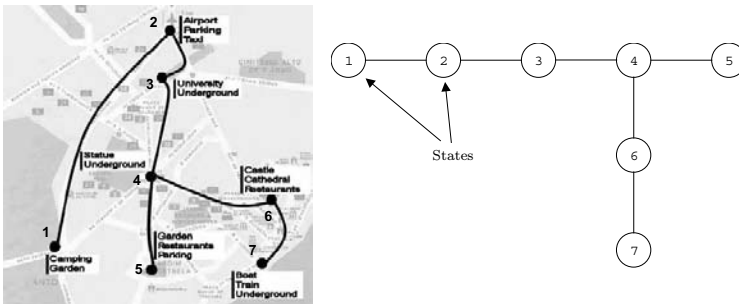 2
Airport
Parking
Taxi
3
University
Underground
Statue
Underground
4
Castle
Cathedral
Restaurants
6
1
Camping
Garden
Garden
Restaurants
Parking
5
7
Boat
Train
Underground
1
2
3
4
5
States
6
7